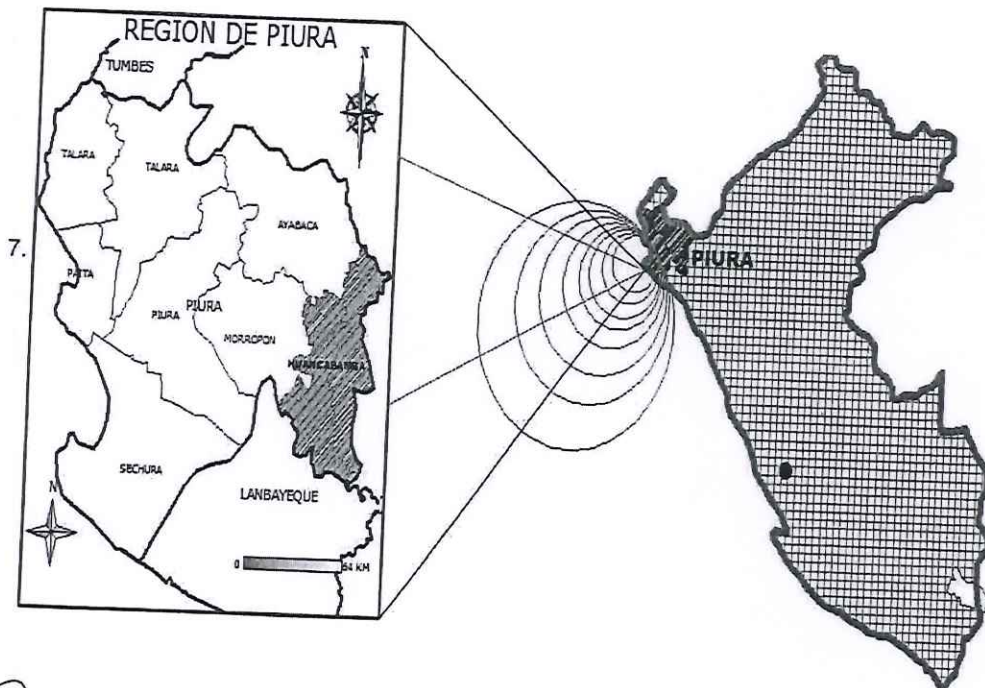 REGION DE PIURA
TUMBES
N
TALARA
TALARA
AYABACA
7.
PAITA
PIURA
PIURA
MORROPON
HUANCABAMBA
SECHURA
N
LANBAYEQUE
0 64 KM
PIURA